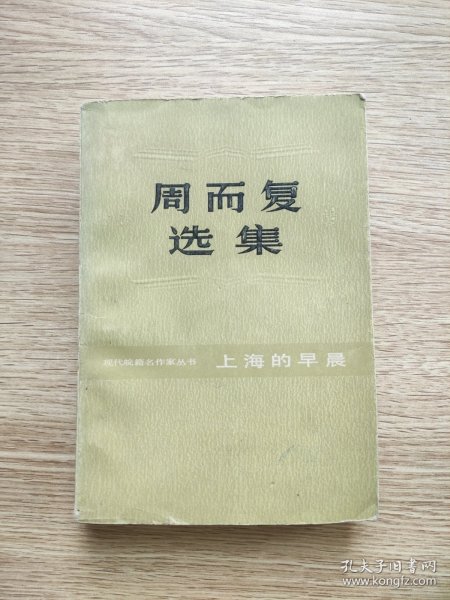 周而复
选集
现代皖籍名作家丛书 上海的早晨
孔夫子旧书网
www.kongfz.com